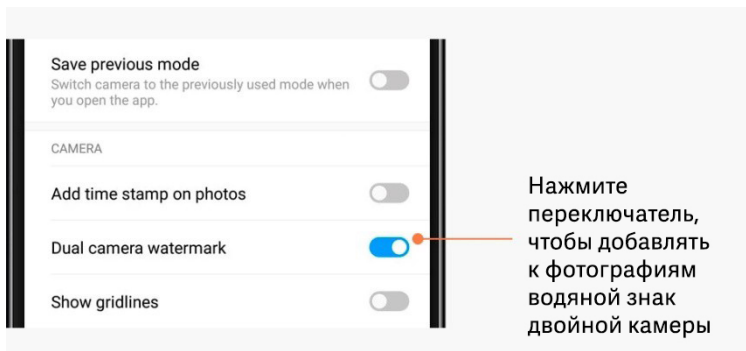 Save previous mode
Switch camera to the previously used mode when
you open the app.
CAMERA
Add time stamp on photos
Dual camera watermark
Show gridlines
Нажмите
переключатель,
чтобы добавлять
к фотографиям
водяной знак
двойной камеры